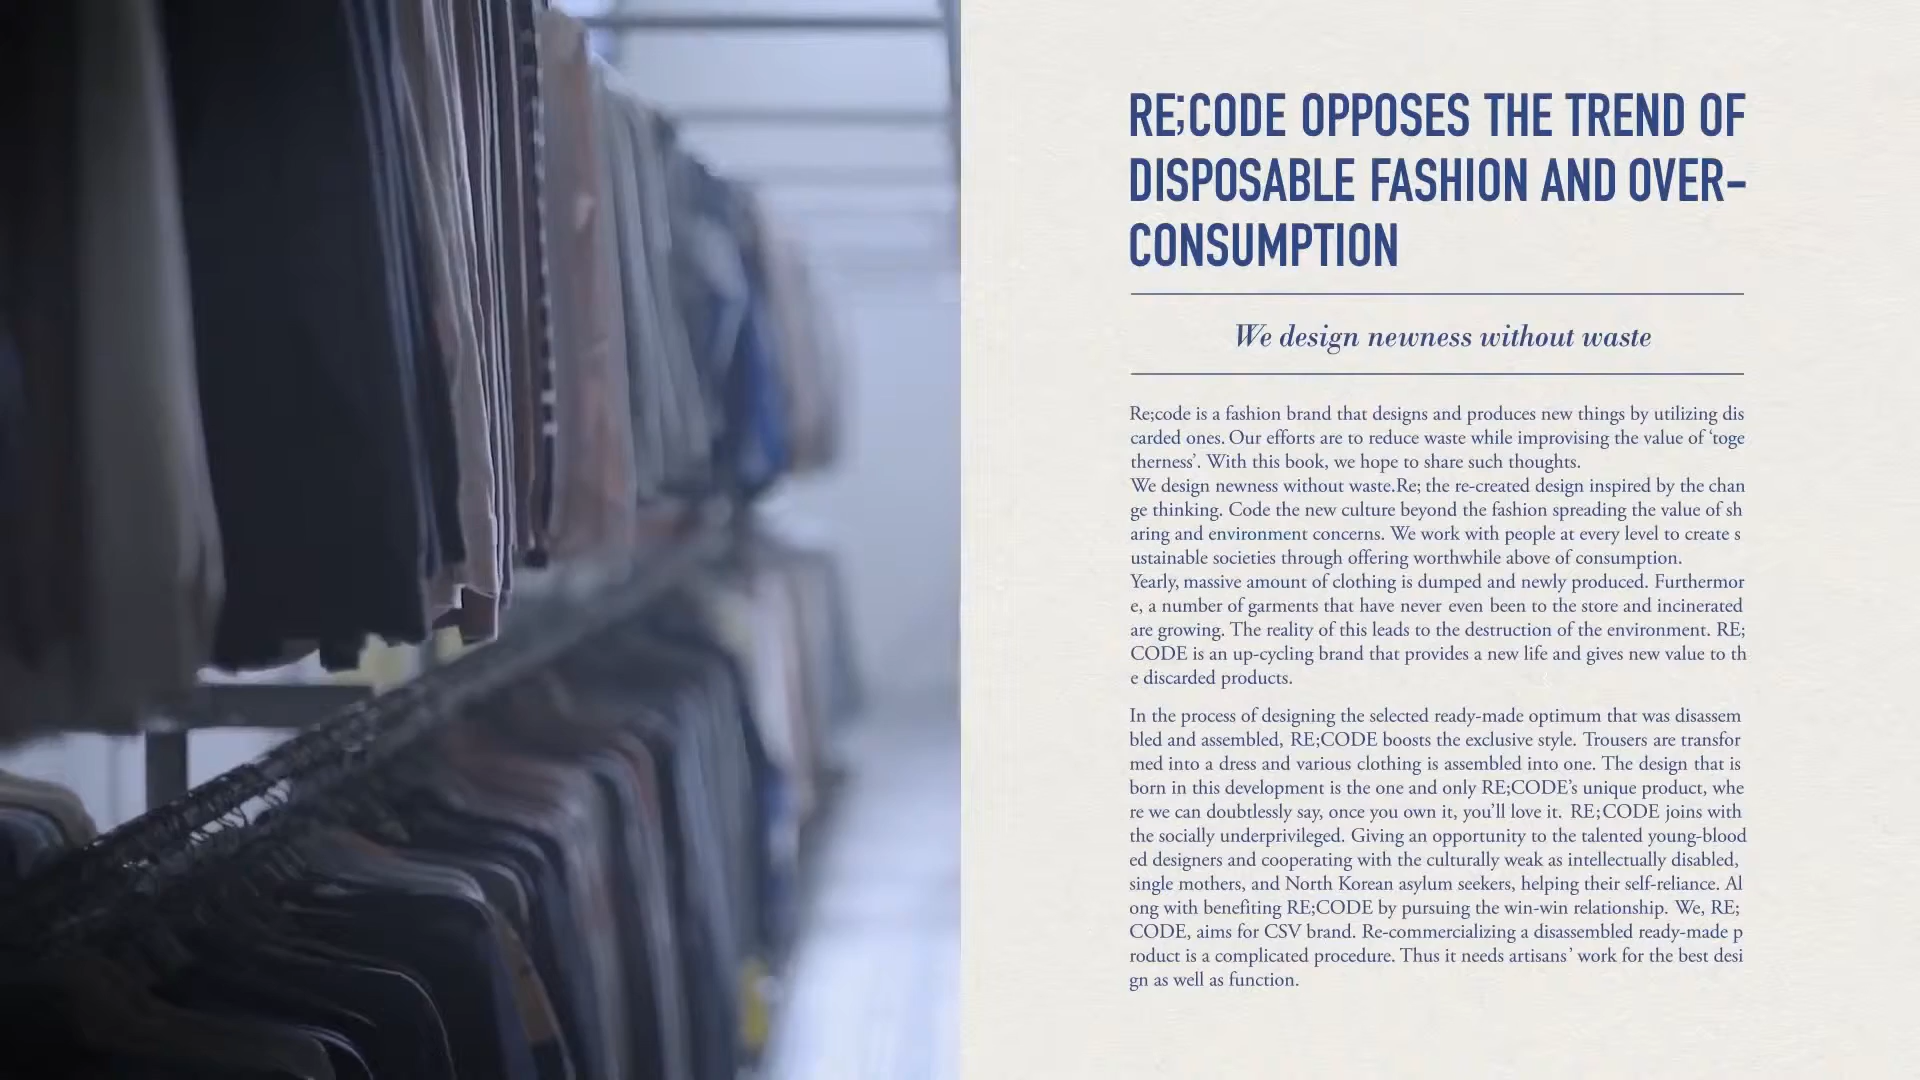 RE;CODE OPPOSES THE TREND OF
DISPOSABLE FASHION AND OVER-
CONSUMPTION
We design newness without waste
Re;code is a fashion brand that designs and produces new things by utilizing dis
carded ones. Our efforts are to reduce waste while improvising the value of ‘toge
therness’. With this book, we hope to share such thoughts.
We design newness without waste.Re; the re-created design inspired by the chan
ge thinking. Code the new culture beyond the fashion spreading the value of sh
aring and environment concerns. We work with people at every level to create s
ustainable societies through offering worthwhile above of consumption.
Yearly, massive amount of clothing is dumped and newly produced. Furthermor
e, a number of garments that have never even been to the store and incinerated
are growing. The reality of this leads to the destruction of the environment. RE;
CODE is an up-cycling brand that provides a new life and gives new value to th
e discarded products.
In the process of designing the selected ready-made optimum that was disassem
bled and assembled, RE;CODE boosts the exclusive style. Trousers are transfor
med into a dress and various clothing is assembled into one. The design that is
born in this development is the one and only RE;CODE’s unique product, whe
re we can doubtlessly say, once you own it, you’ll love it. RE;CODE joins with
the socially underprivileged. Giving an opportunity to the talented young-blood
ed designers and cooperating with the culturally weak as intellectually disabled,
single mothers, and North Korean asylum seekers, helping their self-reliance. Al
ong with benefiting RE;CODE by pursuing the win-win relationship. We, RE;
CODE, aims for CSV brand. Re-commercializing a disassembled ready-made p
roduct is a complicated procedure. Thus it needs artisans’ work for the best desi
gn as well as function.